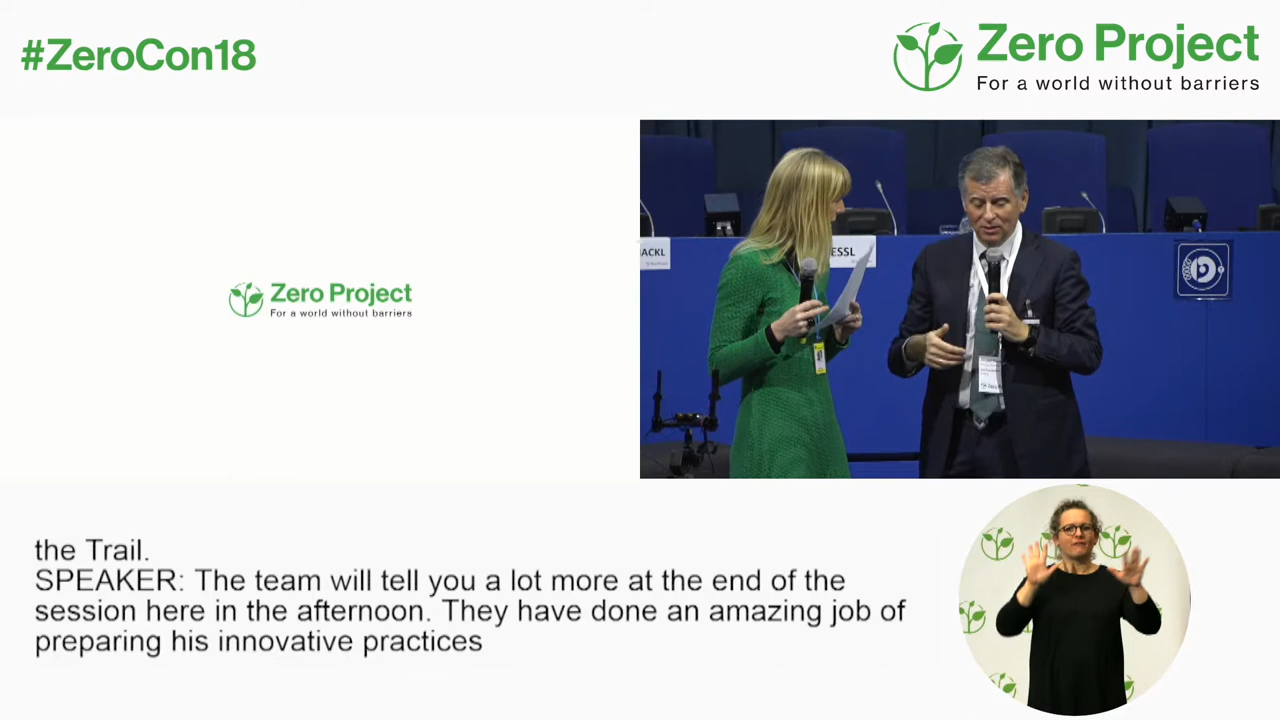 #ZeroCon18
Zero Project
For a world without barriers
Zero Project
For a world without barriers
ACKL
ESSL
the Trail.
SPEAKER: The team will tell you a lot more at the end of the
session here in the afternoon. They have done an amazing job of
preparing his innovative practices